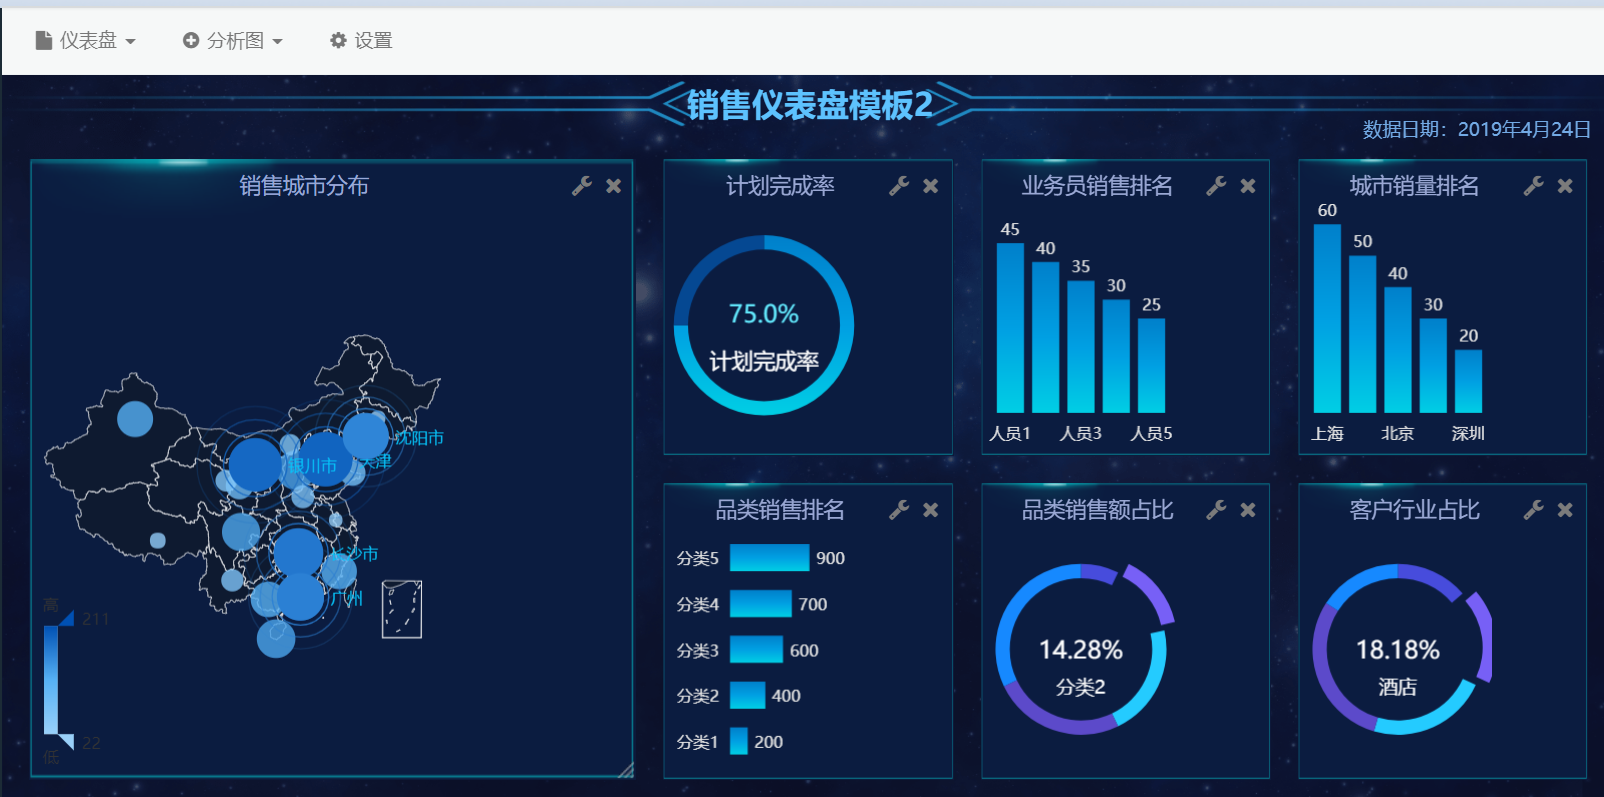 仪表盘 分析图 设置
销售仪表盘模板2
数据日期：2019年4月24日
销售城市分布
沈阳市
银川市
天津
长沙市
广州
高
211
22
低
计划完成率
75.0%
计划完成率
业务员销售排名
45
40
35
30
25
人员1 人员3 人员5
城市销量排名
60
50
40
30
20
上海 北京 深圳
品类销售排名
分类5 900
分类4 700
分类3 600
分类2 400
分类1 200
品类销售额占比
14.28%
分类2
客户行业占比
18.18%
酒店